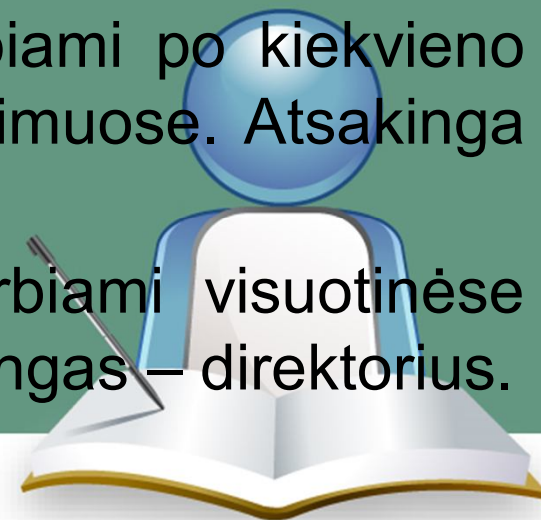 biami po kiekvieno
imuose. Atsakinga
rbiami visuotinėse
ngas – direktorius.